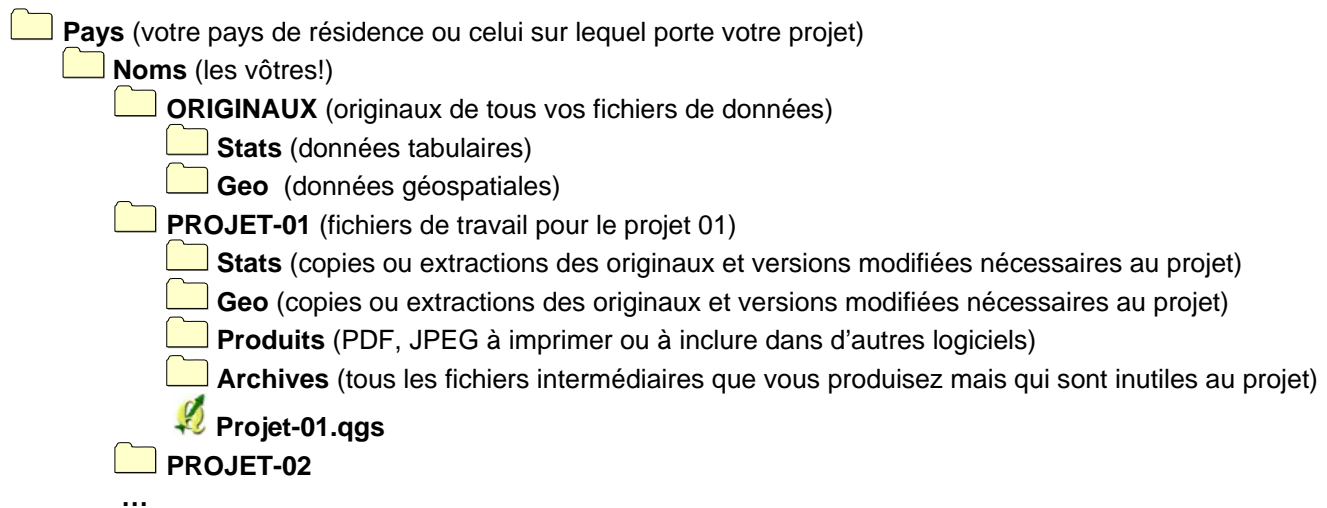 Pays (votre pays de résidence ou celui sur lequel porte votre projet)
Noms (les vôtres!)
ORIGINAUX (originaux de tous vos fichiers de données)
Stats (données tabulaires)
Geo (données géospatiales)
PROJET-01 (fichiers de travail pour le projet 01)
Stats (copies ou extractions des originaux et versions modifiées nécessaires au projet)
Geo (copies ou extractions des originaux et versions modifiées nécessaires au projet)
Produits (PDF, JPEG à imprimer ou à inclure dans d'autres logiciels)
Archives (tous les fichiers intermédiaires que vous produisez mais qui sont inutiles au projet)
Projet-01.qgs
PROJET-02
...